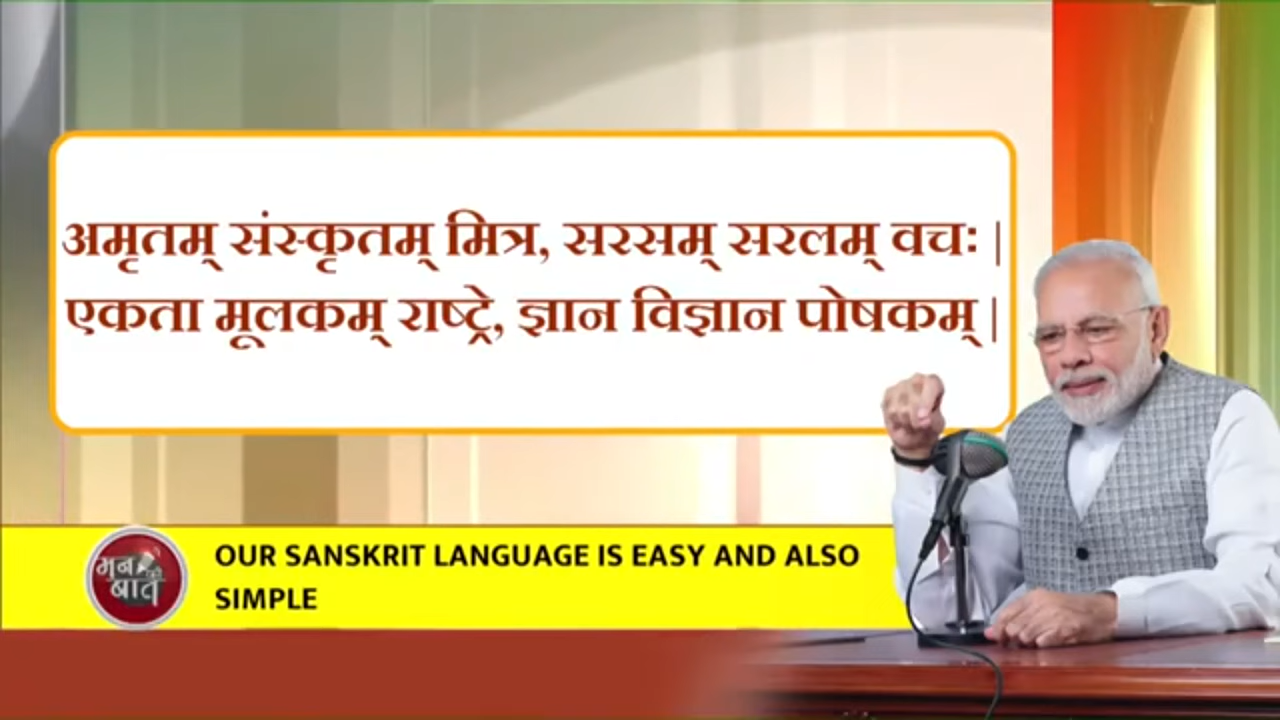 अमृतम् संस्कृतम् मित्र, सरसम् सरलम् वचः |
एकता मूलकम् राष्ट्रे, ज्ञान विज्ञान पोषकम् |
मन की
बात
OUR SANSKRIT LANGUAGE IS EASY AND ALSO
SIMPLE